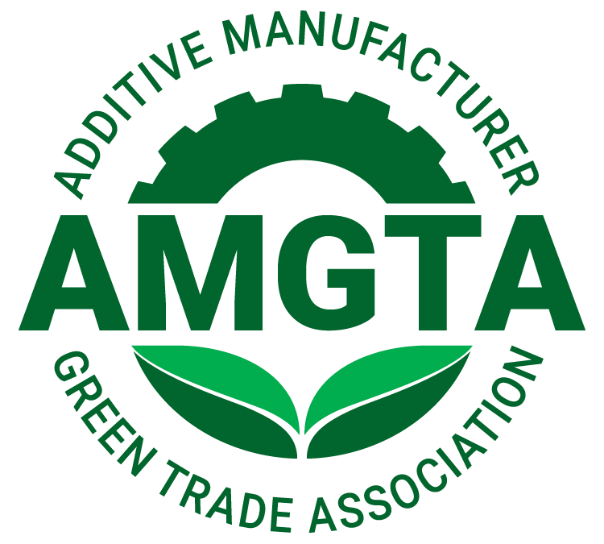 ADDITIVE MANUFACTURER
AMGTA
GREEN TRADE ASSOCIATION